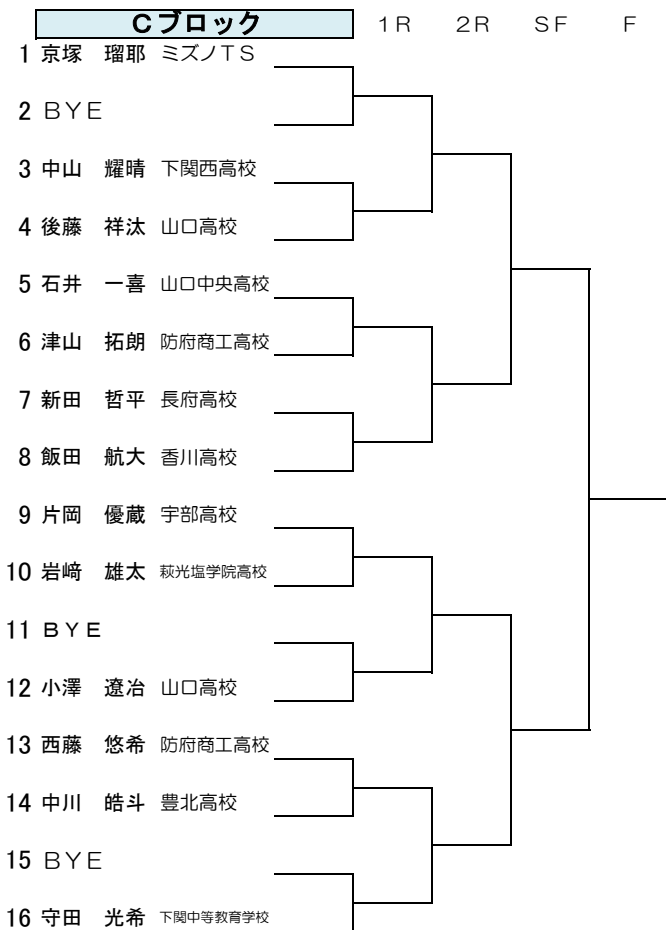 Cブロック 1R 2R SF F
1 京塚 瑠耶 ミズノTS
2 BYE
3 中山 耀晴 下関西高校
4 後藤 祥汰 山口高校
5 石井 一喜 山口中央高校
6 津山 拓朗 防府商工高校
7 新田 哲平 長府高校
8 飯田 航大 香川高校
9 片岡 優蔵 宇部高校
10 岩﨑 雄太 萩光塩学院高校
11 BYE
12 小澤 遼冶 山口高校
13 西藤 悠希 防府商工高校
14 中川 皓斗 豊北高校
15 BYE
16 守田 光希 下関中等教育学校